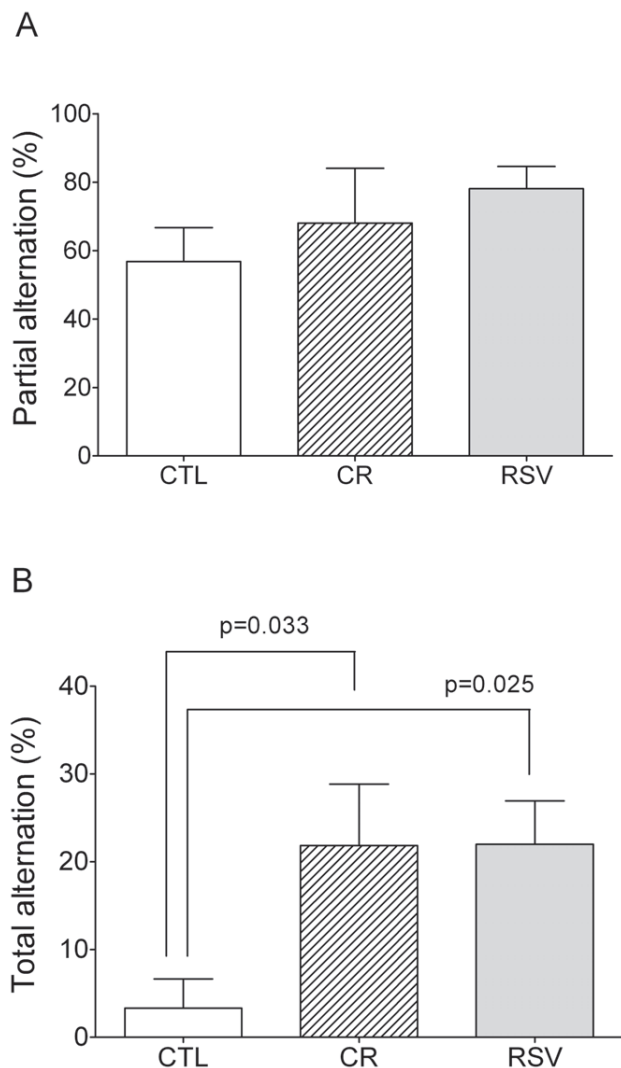 A
Partial alternation (%)
100
80
60
40
20
0
CTL CR RSV
B
p=0.033
p=0.025
Total alternation (%)
40
30
20
10
0
CTL CR RSV